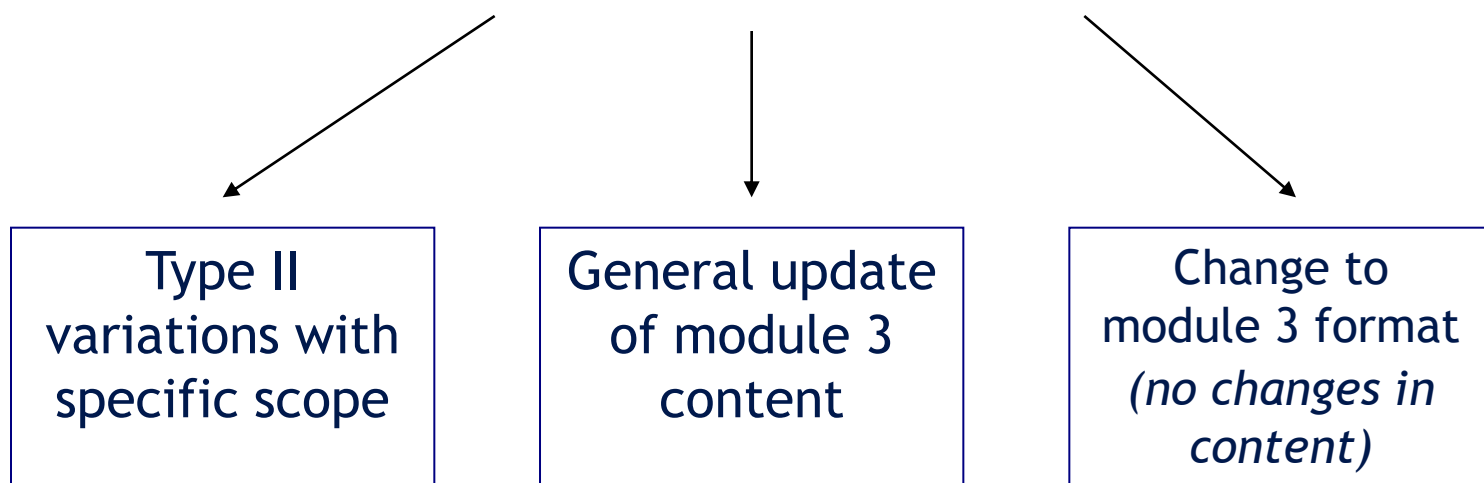 Type II
variations with
specific scope
General update
of module 3
content
Change to
module 3 format
(no changes in
content)